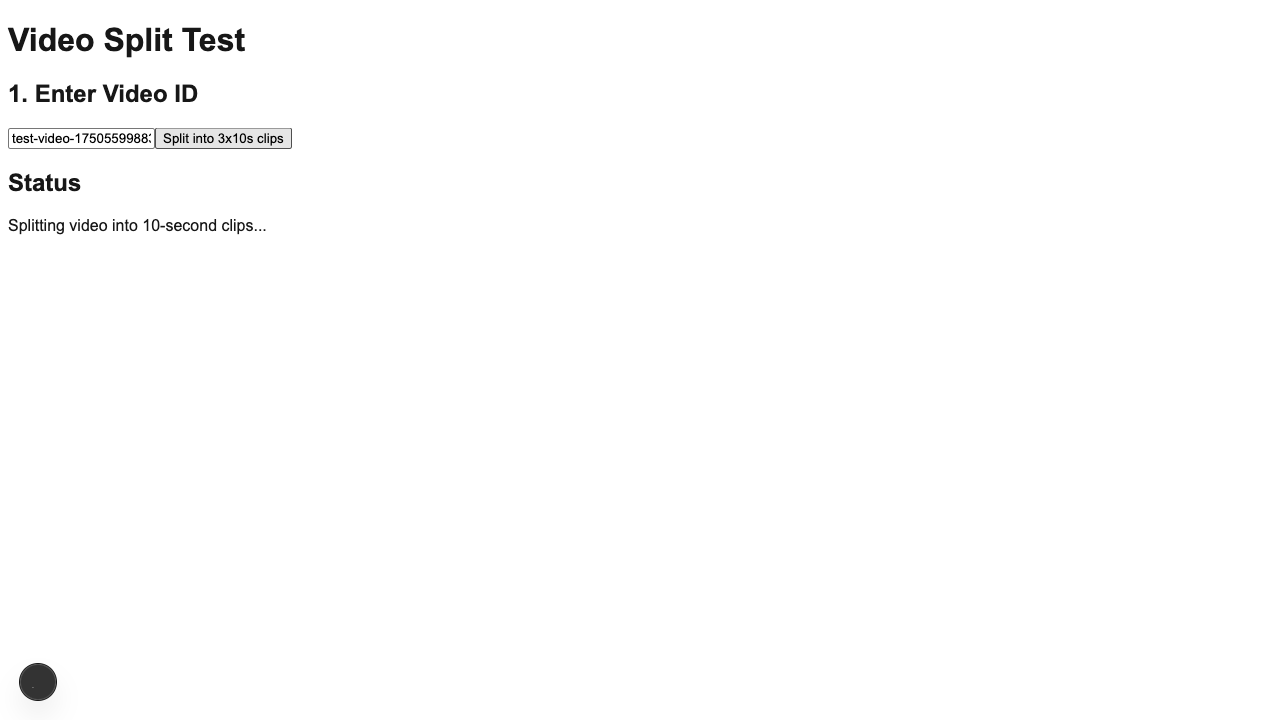 Video Split Test
1. Enter Video ID
test-video-175055998 Split into 3x10s clips
Status
Splitting video into 10-second clips...